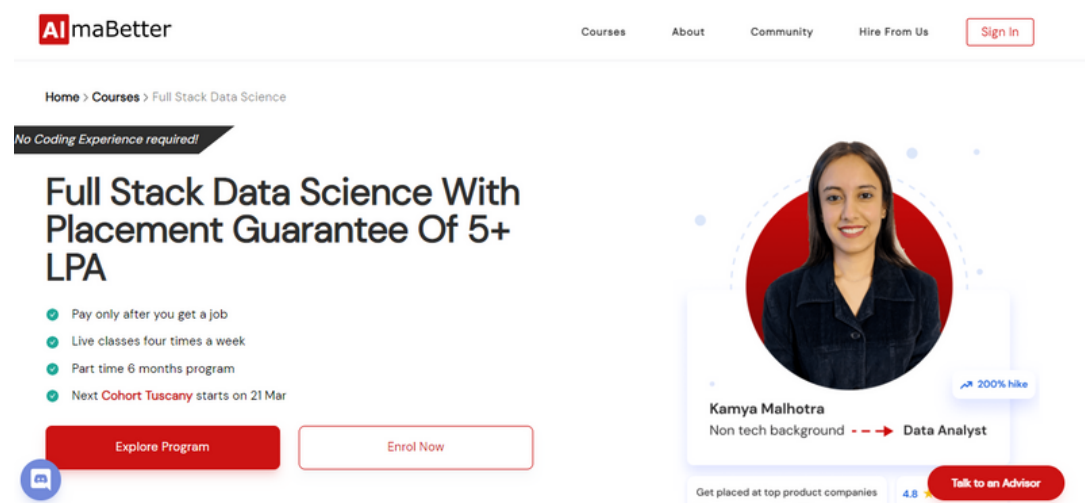 AlmaBetter
Courses
About
Community
Hire From Us
Sign In
Home > Courses > Full Stack Data Science
No Coding Experience required!
Full Stack Data Science With
Placement Guarantee Of 5+
LPA
Pay only after you get a job
Live classes four times a week
Part time 6 months program
Next Cohort Tuscany starts on 21 Mar
Explore Program
Enrol Now
200% hike
Kamya Malhotra
Non tech background
Data Analyst
Get placed at top product companies
4.8
Talk to an Advisor